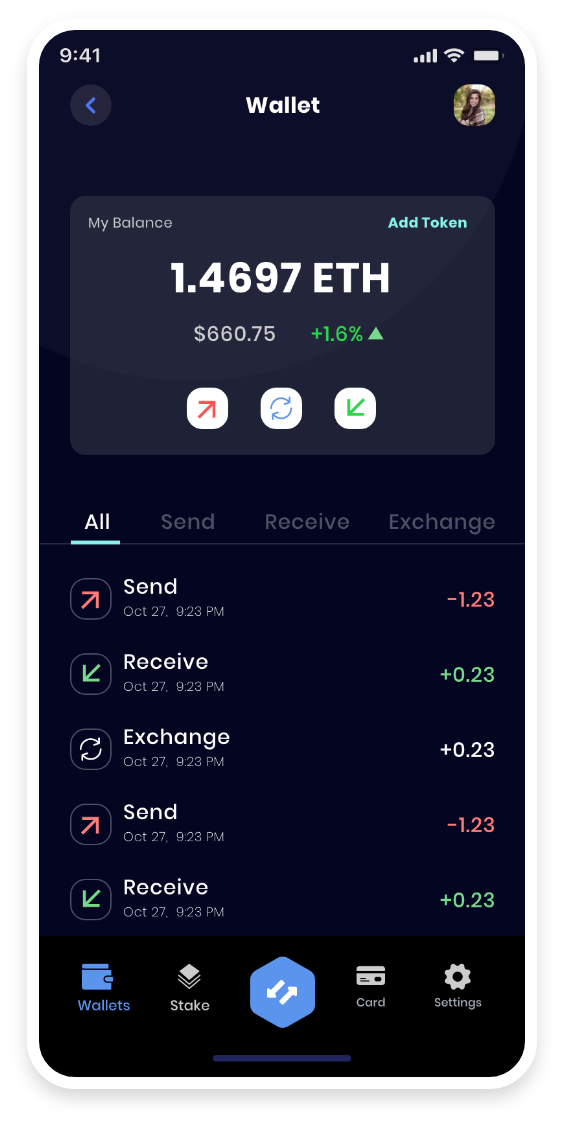 9:41
Wallet
My Balance Add Token
1.4697 ETH
$660.75 +1.6%
All Send Receive Exchange
Send
Oct 27, 9:23 PM
-1.23
Receive
Oct 27, 9:23 PM
+0.23
Exchange
Oct 27, 9:23 PM
+0.23
Send
Oct 27, 9:23 PM
-1.23
Receive
Oct 27, 9:23 PM
+0.23
Wallets Stake Card Settings